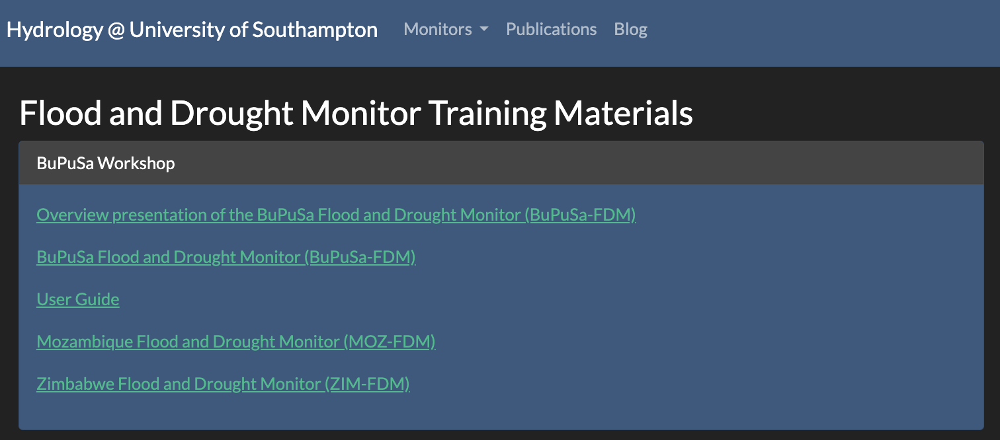 Hydrology @ University of Southampton Monitors Publications Blog
Flood and Drought Monitor Training Materials
BuPuSa Workshop
Overview presentation of the BuPuSa Flood and Drought Monitor (BuPuSa-FDM)
BuPuSa Flood and Drought Monitor (BuPuSa-FDM)
User Guide
Mozambique Flood and Drought Monitor (MOZ-FDM)
Zimbabwe Flood and Drought Monitor (ZIM-FDM)